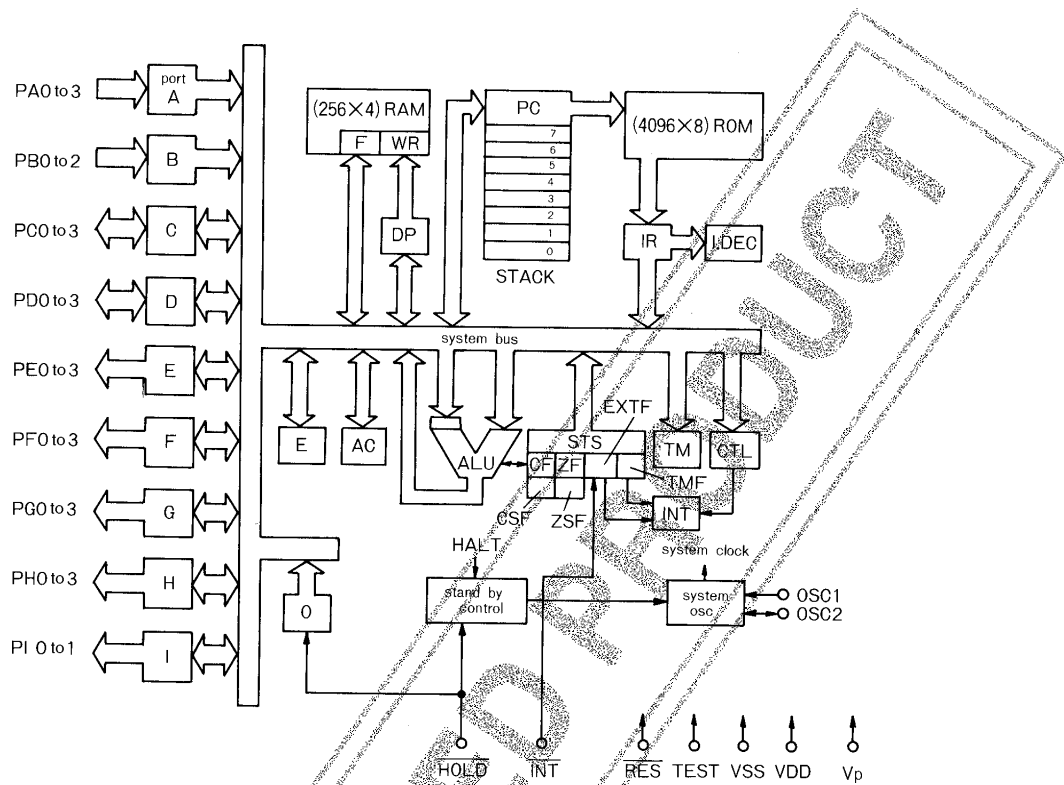 PA0 to 3
port
A
PB0 to 2
B
PC0 to 3
C
PD0 to 3
D
PE0 to 3
E
PF0 to 3
F
PG0 to 3
G
PH0 to 3
H
PI 0 to 1
I
(256×4) RAM
F WR
DP
PC
7
6
5
4
3
2
1
0
STACK
(4096×8) ROM
IR
I.DEC
system bus
E
AC
ALU
STS
CF ZF
CSF
ZSF
EXTF
TMF
TM
CTL
INT
HALT
stand by
control
system clock
system
osc
OSC1
OSC2
0
HOLD
INT
RES
TEST
VSS
VDD
Vp
ED PRODUCT